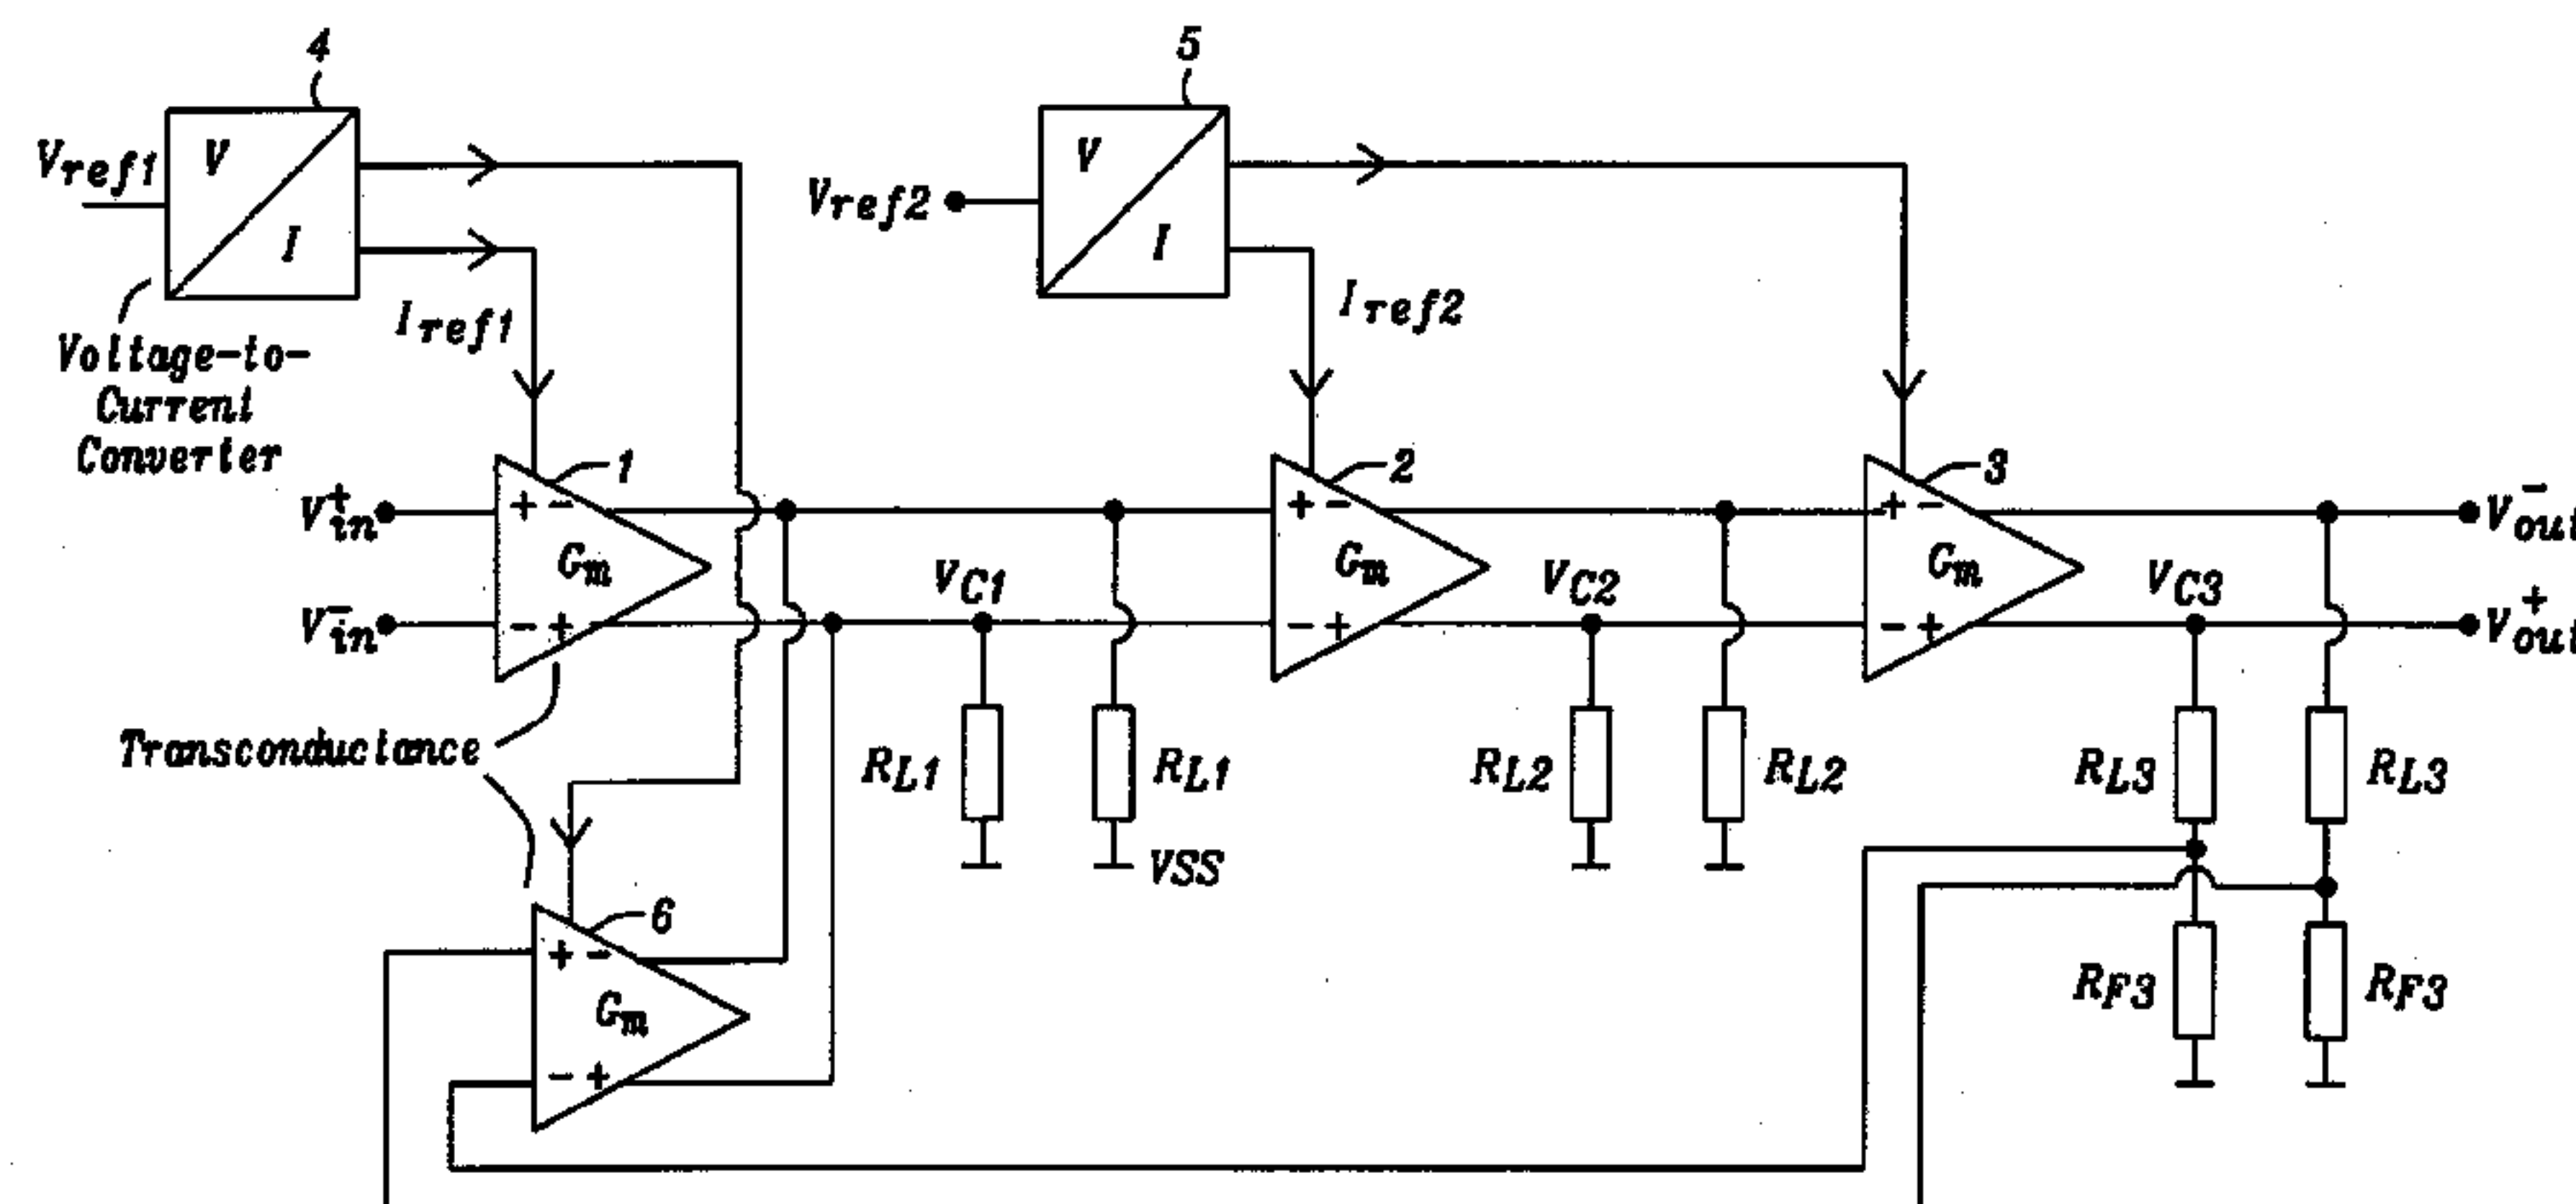 4
5
Vref1
V
I
Vref2
V
I
Iref1
Iref2
Voltage-to-
Current
Converter
1
2
3
V+in
+ -
+ -
+ -
V-out
Gm
Gm
Gm
VC1
VC2
VC3
V-in
- +
- +
- +
V+out
Transconductance
RL1
RL1
RL2
RL2
RL3
RL3
VSS
6
+ -
Gm
- +
RF3
RF3